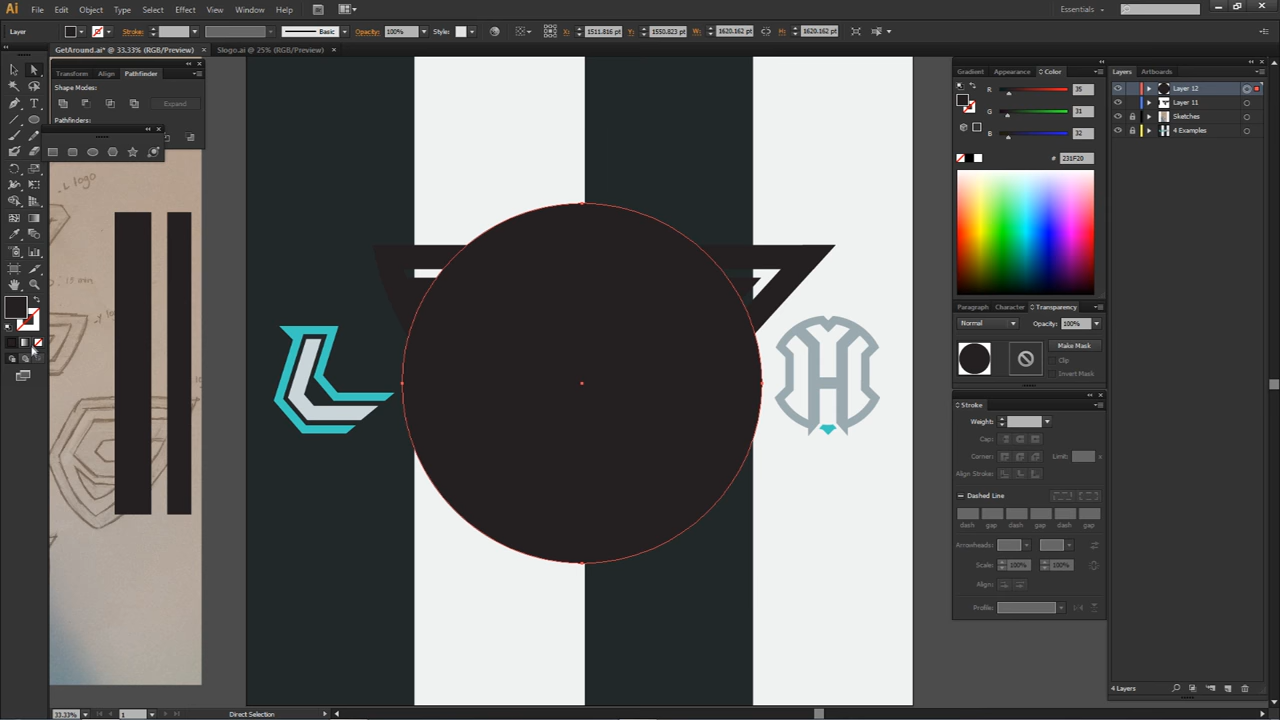 Ai File Edit Object Type Select Effect View Window Help Br Essentials
Layer Stroke: Basic Opacity: 100% Style: X: 1511.816 pt Y: 1550.823 pt W: 1620.162 pt H: 1620.162 pt
GetAround.ai* @ 33.33% (RGB/Preview) × Slogo.ai @ 25% (RGB/Preview) ×
Transform Align Pathfinder
Shape Modes:
Expand
Pathfinders:
logo
Gradient Appearance Color
R 35
G 31
B 32
# 231F20
Layers Artboards
Layer 12
Layer 11
Sketches
4 Examples
Paragraph Character Transparency
Normal Opacity: 100%
Make Mask
Clip
Invert Mask
Stroke
Weight:
Cap:
Corner: Limit: x
Align Stroke:
Dashed Line
dash gap dash gap dash gap
Arrowheads:
Scale: 100% 100%
Align:
Profile:
L
H
33.33% 1 Direct Selection
4 Layers